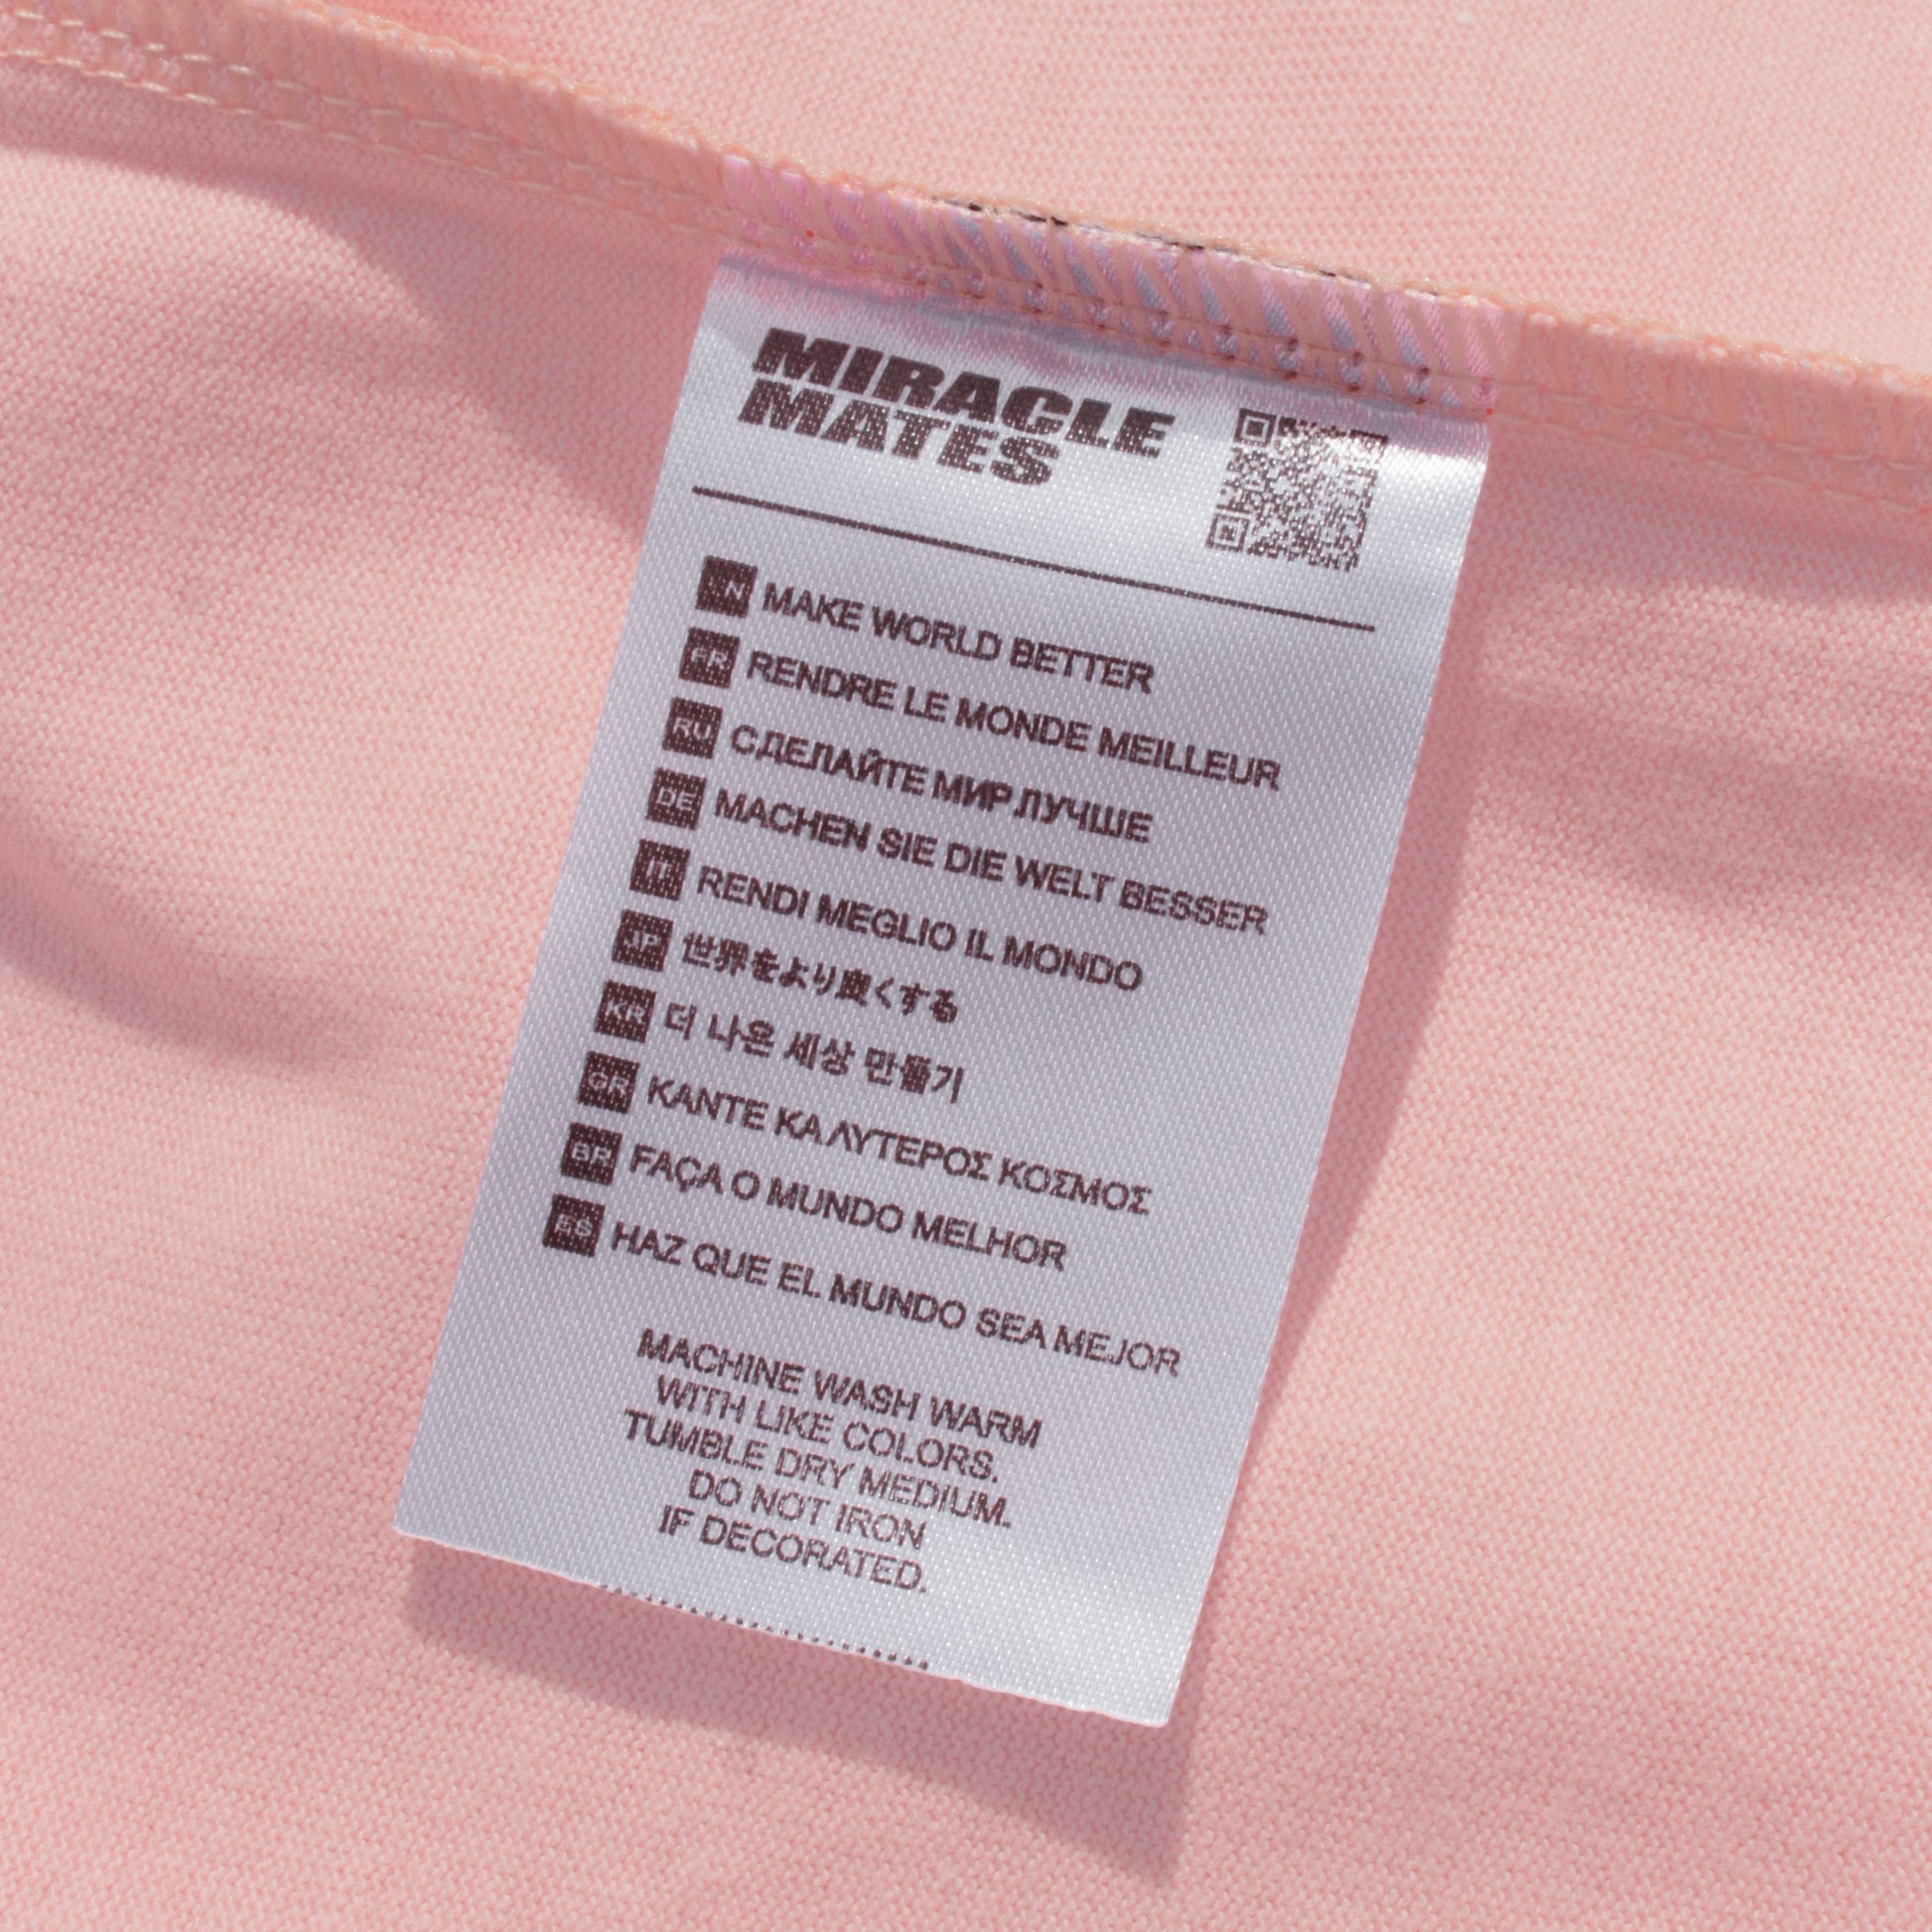 MIRACLE
MATES
EN MAKE WORLD BETTER
FR RENDRE LE MONDE MEILLEUR
RU СДЕЛАЙТЕ МИР ЛУЧШЕ
DE MACHEN SIE DIE WELT BESSER
IT RENDI MEGLIO IL MONDO
JP 世界をより良くする
KR 더 나은 세상 만들기
GR ΚΑΝΤΕ ΚΑΛΥΤΕΡΟΣ ΚΟΣΜΟΣ
BR FAÇA O MUNDO MELHOR
ES HAZ QUE EL MUNDO SEA MEJOR
MACHINE WASH WARM
WITH LIKE COLORS.
TUMBLE DRY MEDIUM.
DO NOT IRON
IF DECORATED.